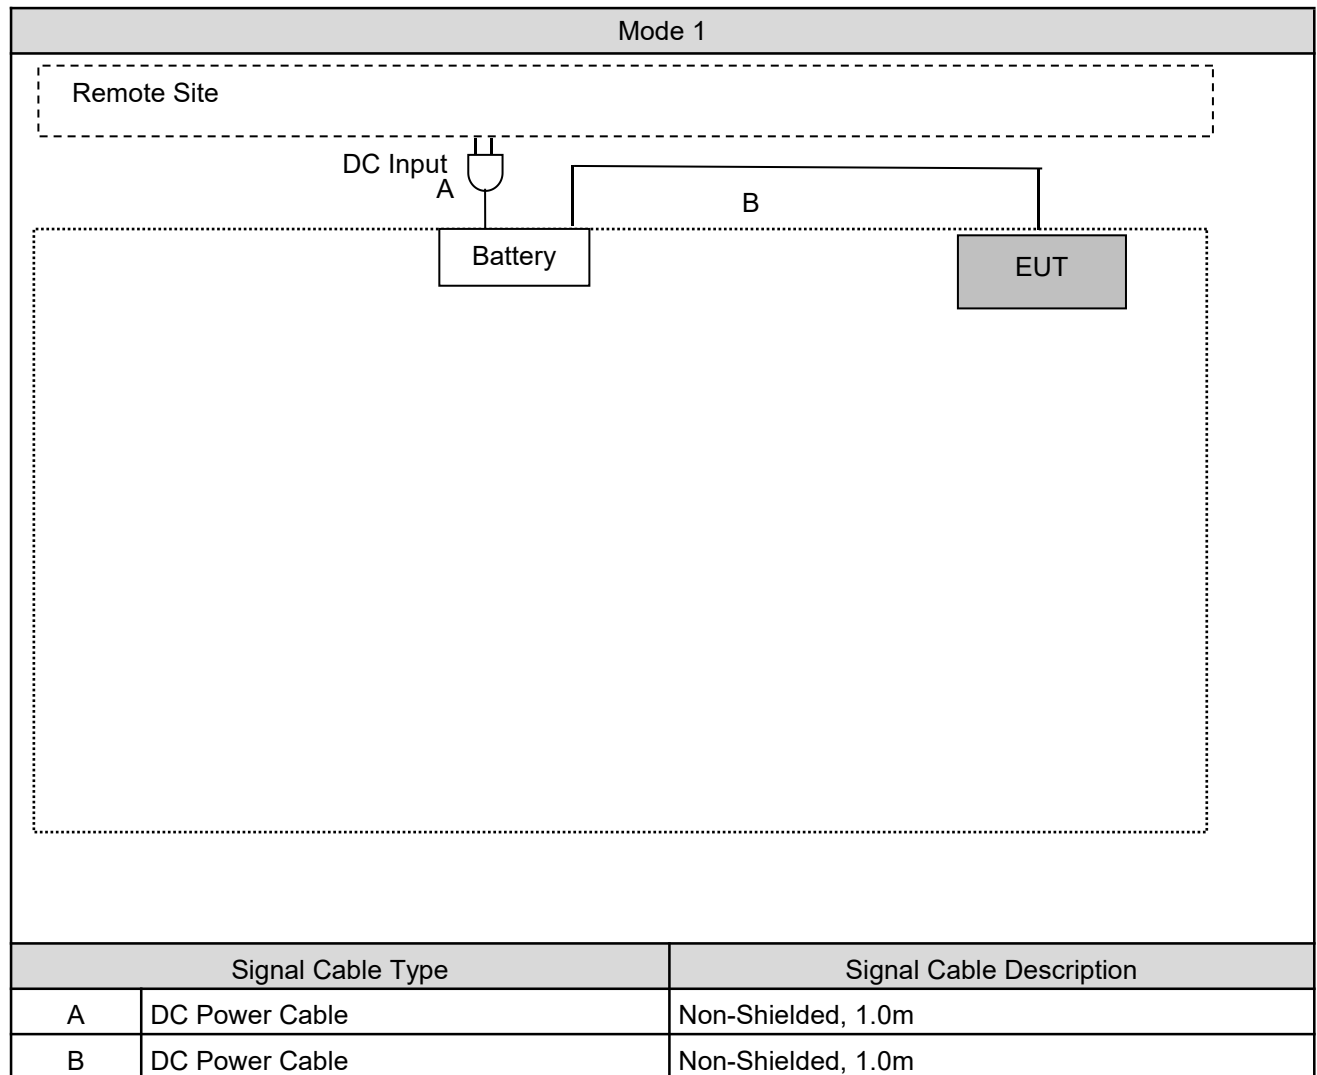 Mode 1
Remote Site
DC Input
A
B
Battery
EUT
Signal Cable Type Signal Cable Description
A DC Power Cable Non-Shielded, 1.0m
B DC Power Cable Non-Shielded, 1.0m